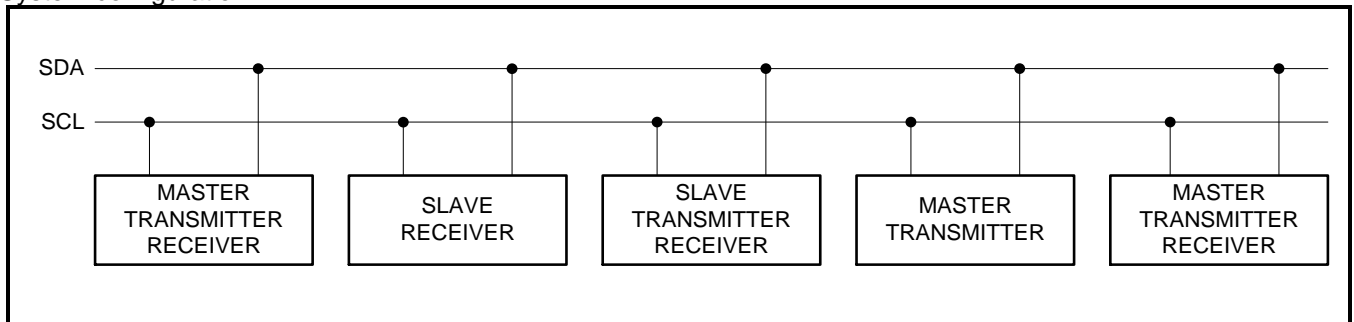 SDA
SCL
MASTER
TRANSMITTER
RECEIVER
SLAVE
RECEIVER
SLAVE
TRANSMITTER
RECEIVER
MASTER
TRANSMITTER
MASTER
TRANSMITTER
RECEIVER